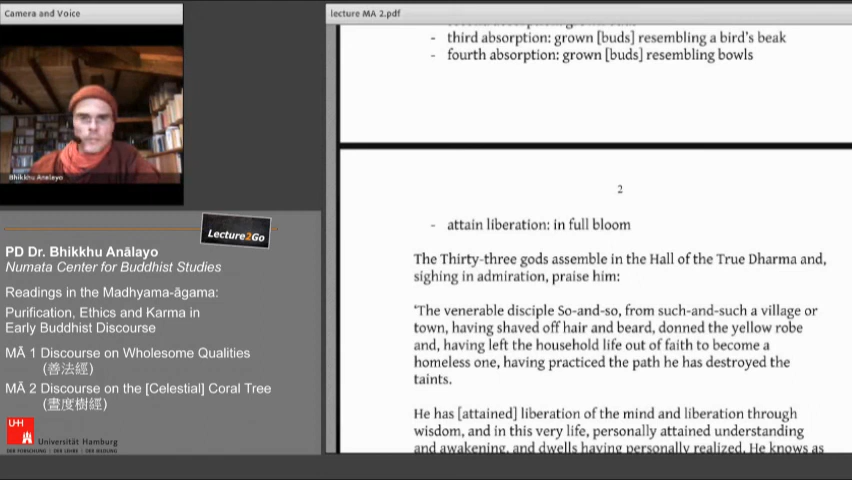 Camera and Voice
Bhikkhu Analayo
Lecture2Go
PD Dr. Bhikkhu Anālayo
Numata Center for Buddhist Studies
Readings in the Madhyama-āgama:
Purification, Ethics and Karma in
Early Buddhist Discourse
MĀ 1 Discourse on Wholesome Qualities
(善法經)
MĀ 2 Discourse on the [Celestial] Coral Tree
(晝度樹經)
UH
Universität Hamburg
DER FORSCHUNG | DER LEHRE | DER BILDUNG
lecture MA 2.pdf
- third absorption: grown [buds] resembling a bird's beak
- fourth absorption: grown [buds] resembling bowls
2
- attain liberation: in full bloom
The Thirty-three gods assemble in the Hall of the True Dharma and,
sighing in admiration, praise him:
'The venerable disciple So-and-so, from such-and-such a village or
town, having shaved off hair and beard, donned the yellow robe
and, having left the household life out of faith to become a
homeless one, having practiced the path he has destroyed the
taints.
He has [attained] liberation of the mind and liberation through
wisdom, and in this very life, personally attained understanding
and awakening, and dwells having personally realized. He knows as